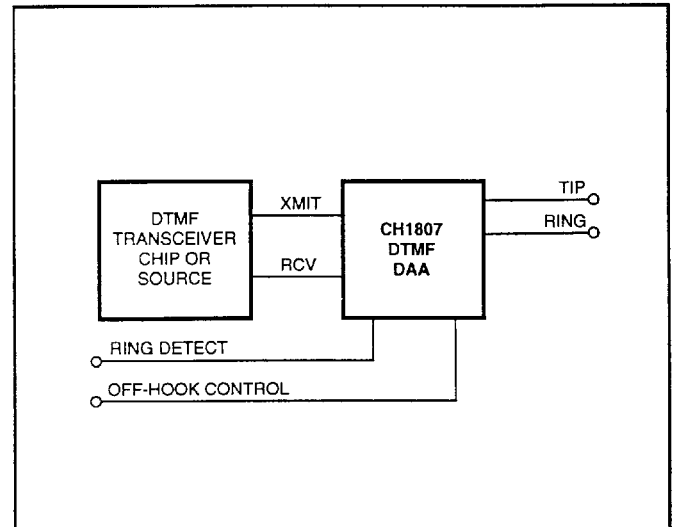 DTMF
TRANSCEIVER
CHIP OR
SOURCE
XMIT
RCV
CH1807
DTMF
DAA
TIP
RING
RING DETECT
OFF-HOOK CONTROL